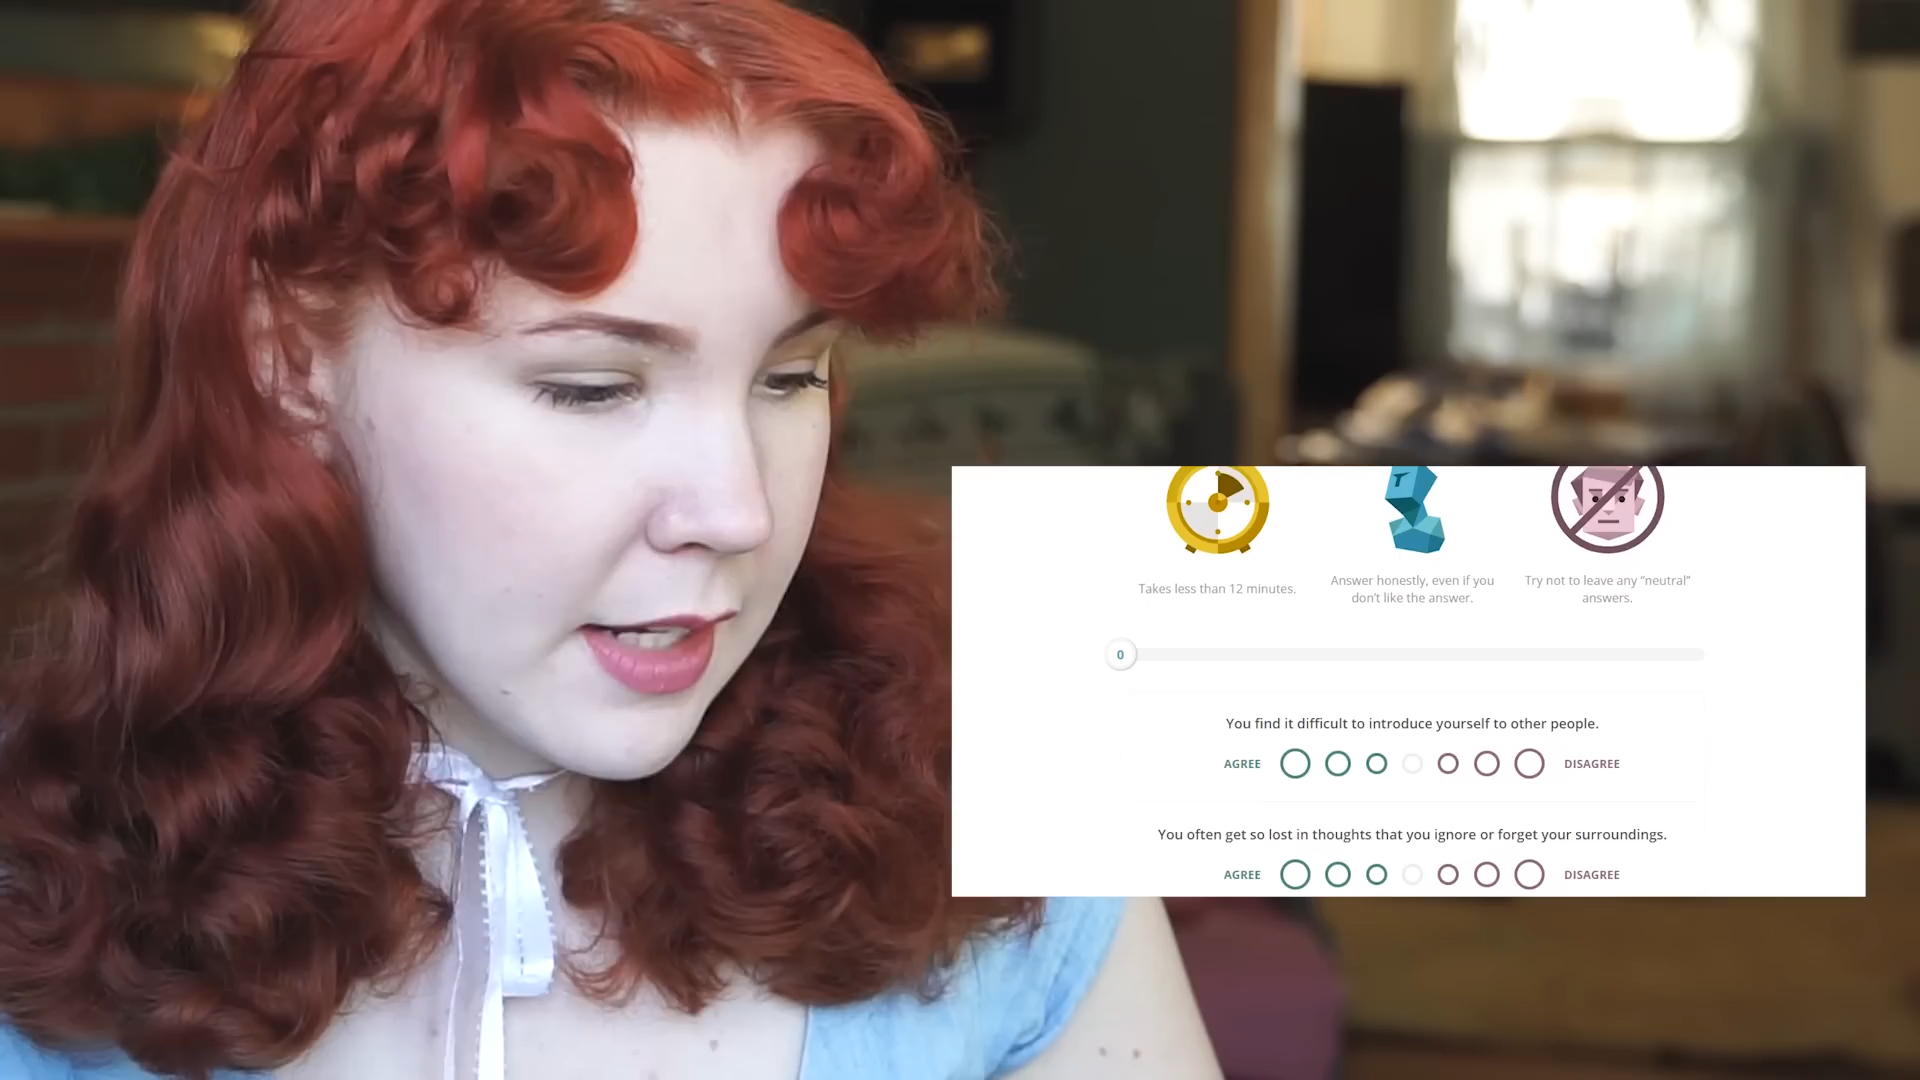 Takes less than 12 minutes.
Answer honestly, even if you
don't like the answer.
Try not to leave any “neutral”
answers.
0
You find it difficult to introduce yourself to other people.
AGREE DISAGREE
You often get so lost in thoughts that you ignore or forget your surroundings.
AGREE DISAGREE